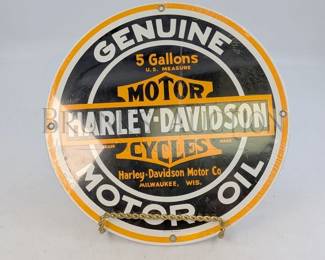 GENUINE
5 Gallons
U.S. MEASURE
MOTOR
HARLEY-DAVIDSON
CYCLES
Harley-Davidson Motor Co
MILWAUKEE, WIS.
MOTOR OIL